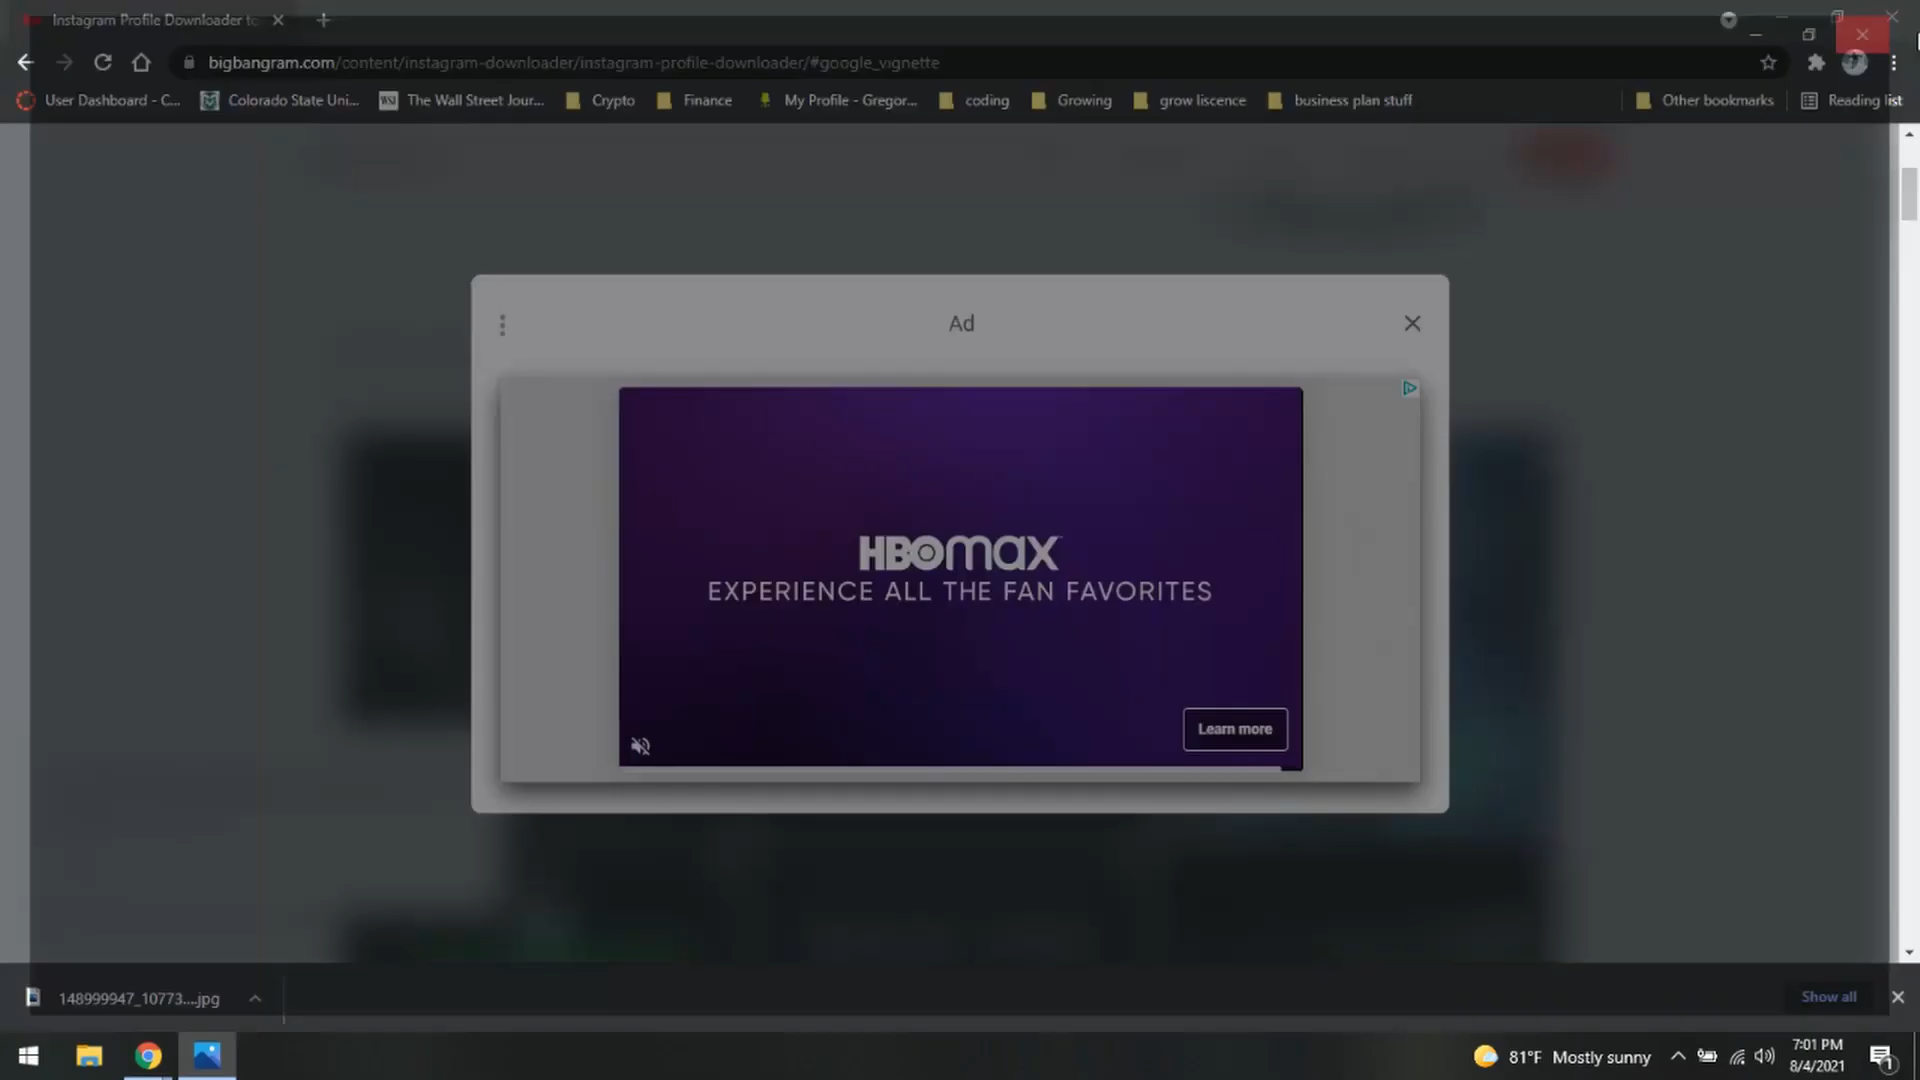 Instagram Profile Downloader to
bigbangram.com/content/instagram-downloader/instagram-profile-downloader/#google_vignette
User Dashboard - C... Colorado State Uni... WSJ The Wall Street Jour... Crypto Finance My Profile - Gregor... coding Growing grow liscence business plan stuff Other bookmarks Reading list
Ad
HBOMAX
EXPERIENCE ALL THE FAN FAVORITES
Learn more
148999947_10773....jpg
Show all
81°F Mostly sunny
7:01 PM
8/4/2021
1